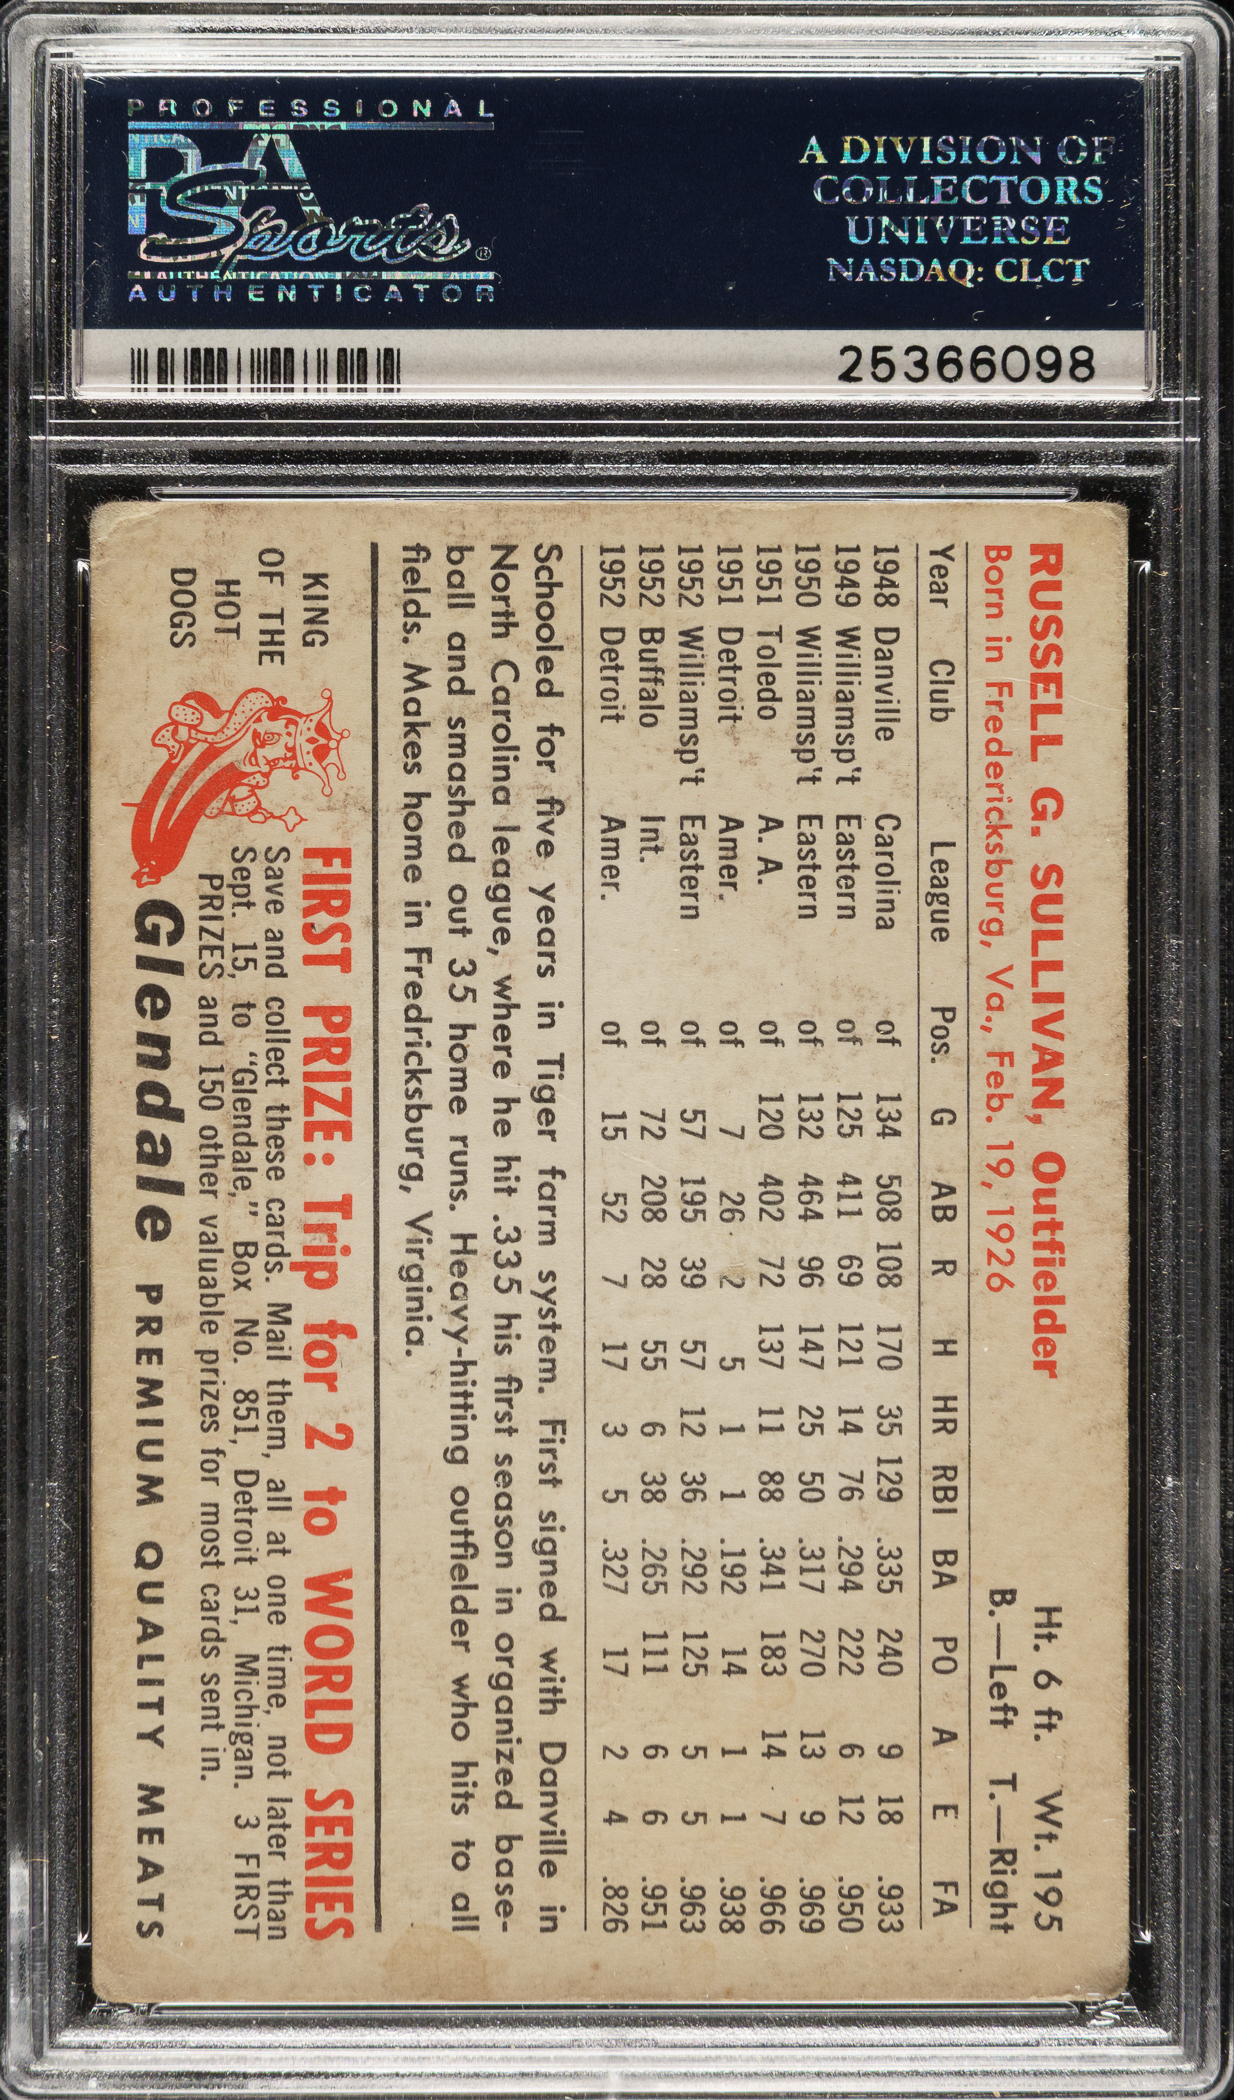 PROFESSIONAL
PSA
Sports®
AUTHENTICATOR
A DIVISION OF
COLLECTORS
UNIVERSE
NASDAQ: CLCT
25366098
RUSSELL G. SULLIVAN, Outfielder Ht. 6 ft. Wt. 195
Born in Fredericksburg, Va., Feb. 19, 1926 B.—Left T.—Right
Year Club League Pos. G AB R H HR RBI BA PO A E FA
1948 Danville Carolina of 134 508 108 170 35 129 .335 240 9 18 .933
1949 Williamsp't Eastern of 125 411 69 121 14 76 .294 222 6 12 .950
1950 Williamsp't Eastern of 132 464 96 147 25 50 .317 270 13 9 .969
1951 Toledo A. A. of 120 402 72 137 11 88 .341 183 14 7 .966
1951 Detroit Amer. of 7 26 2 5 1 1 .192 14 1 1 .938
1952 Williamsp't Eastern of 57 195 39 57 12 36 .292 125 5 5 .963
1952 Buffalo Int. of 72 208 28 55 6 38 .265 111 6 6 .951
1952 Detroit Amer. of 15 52 7 17 3 5 .327 17 2 4 .826
Schooled for five years in Tiger farm system. First signed with Danville in
North Carolina league, where he hit .335 his first season in organized base-
ball and smashed out 35 home runs. Heavy-hitting outfielder who hits to all
fields. Makes home in Fredricksburg, Virginia.
KING
OF THE
HOT
DOGS
FIRST PRIZE: Trip for 2 to WORLD SERIES
Save and collect these cards. Mail them, all at one time, not later than
Sept. 15, to "Glendale," Box No. 851, Detroit 31, Michigan. 3 FIRST
PRIZES and 150 other valuable prizes for most cards sent in.
Glendale PREMIUM QUALITY MEATS